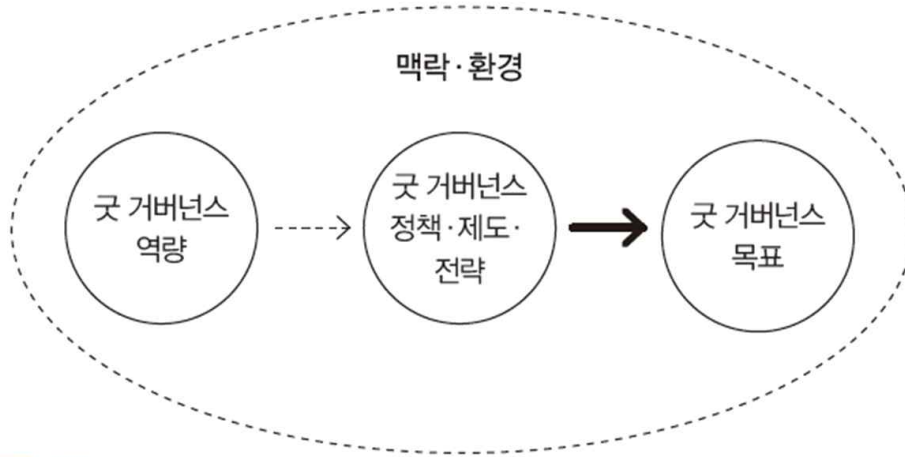 맥락·환경
굿 거버넌스
역량
굿 거버넌스
정책·제도·
전략
굿 거버넌스
목표